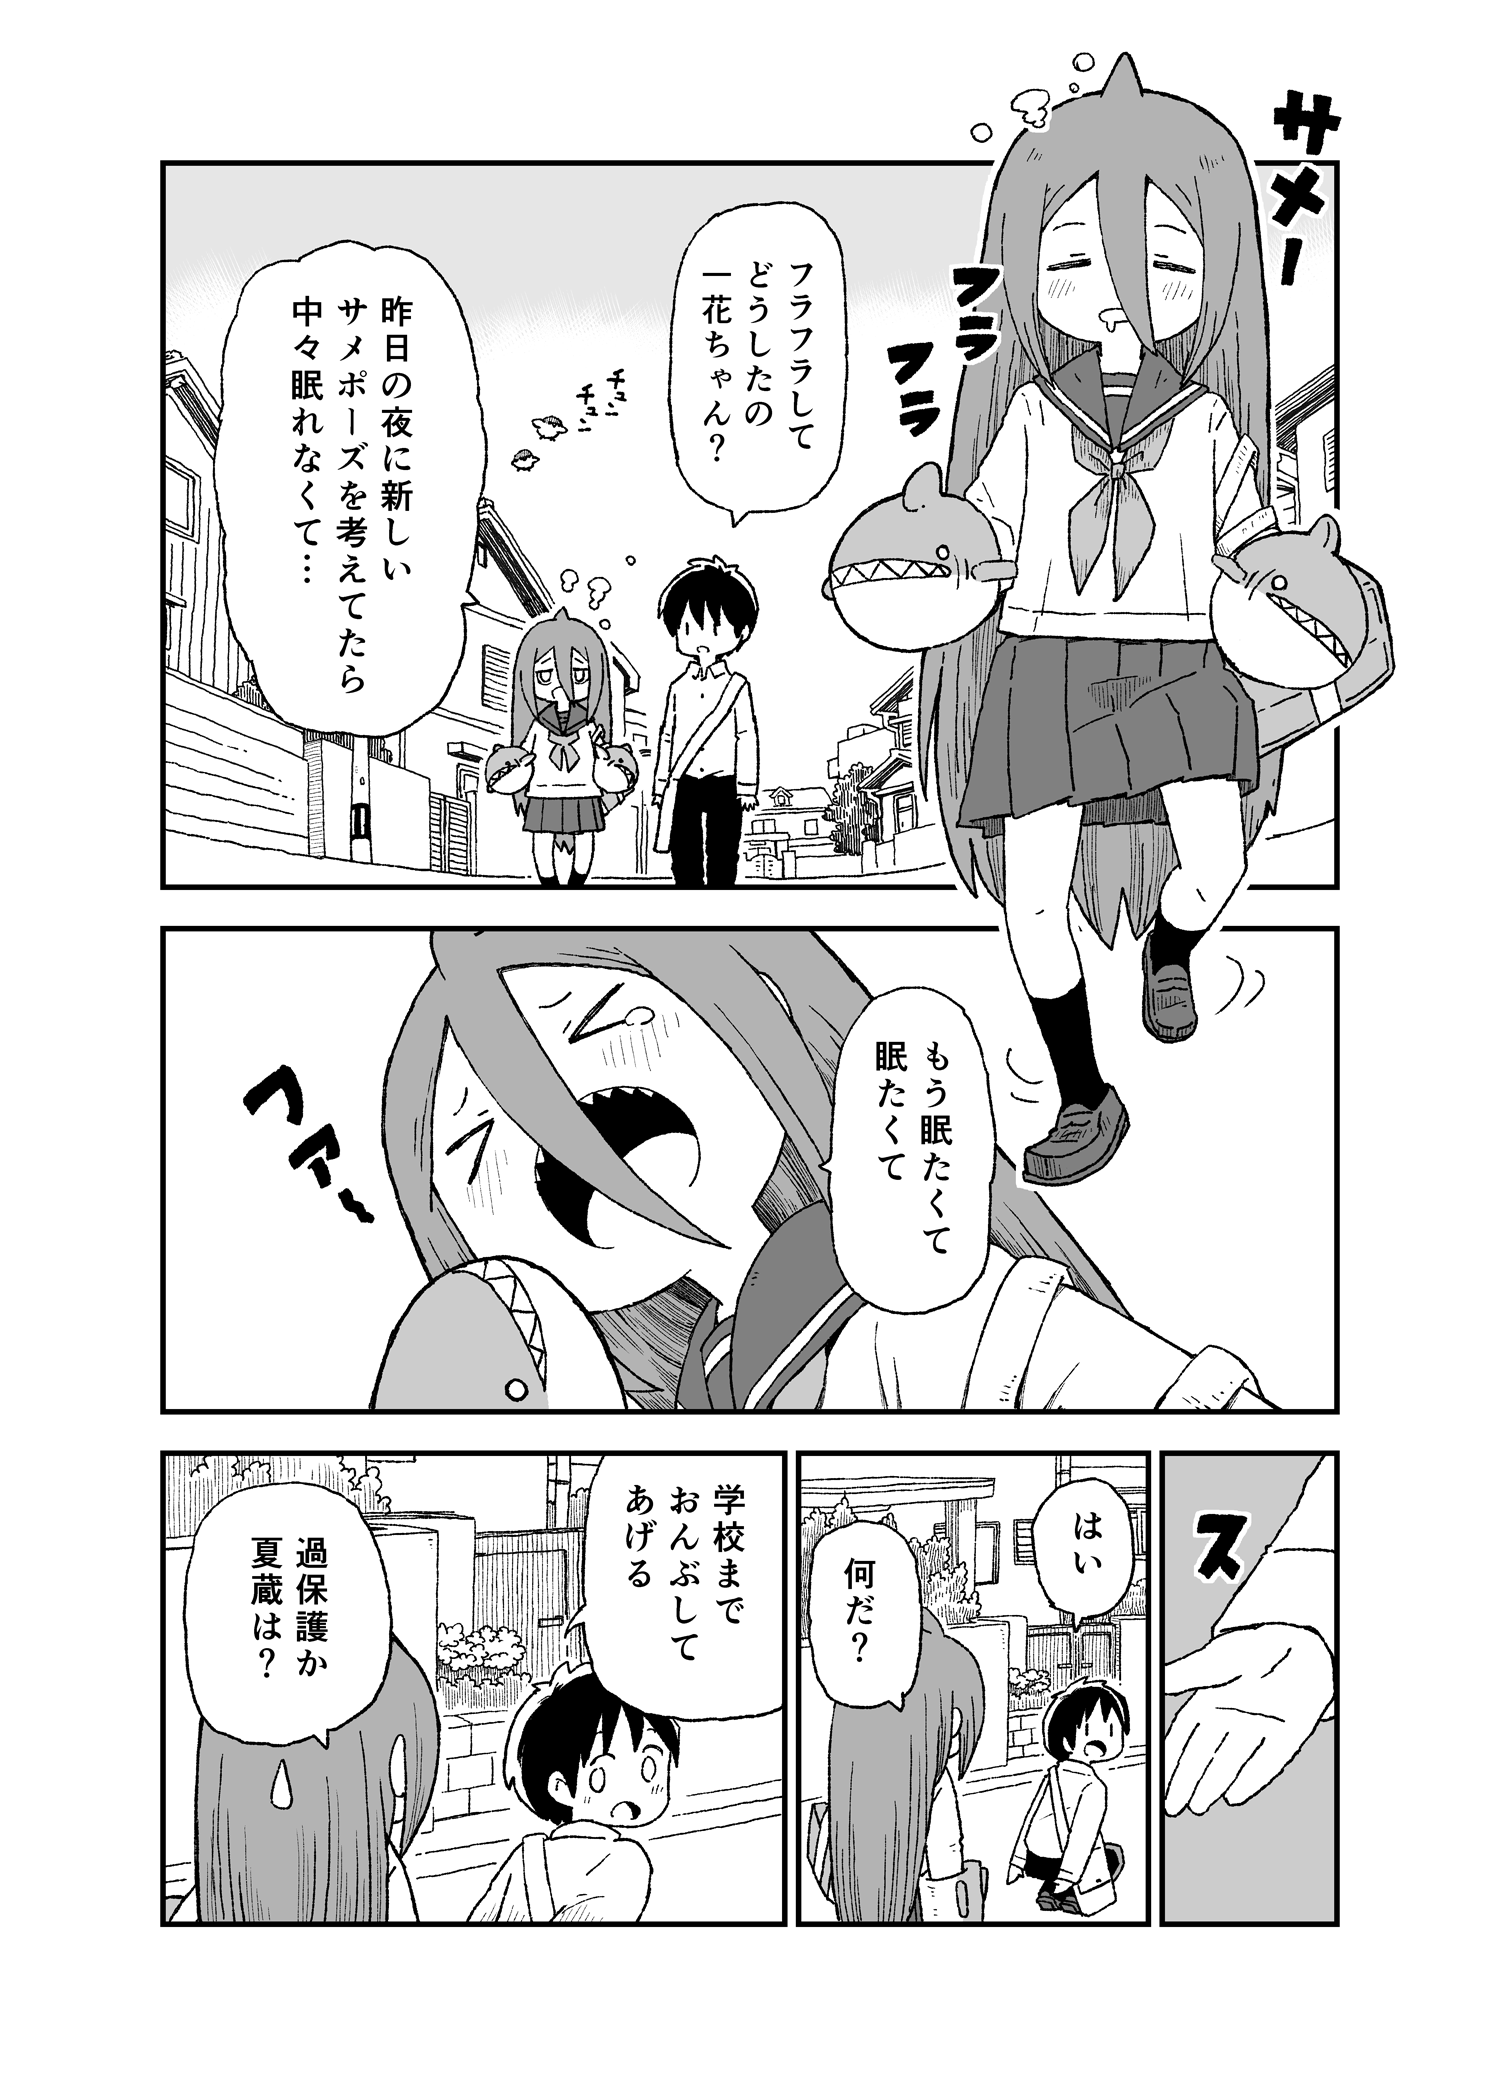 サメー
フラ
フラ
フラフラして
どうしたの
一花ちゃん？
チュン
チュン
昨日の夜に新しい
サメポーズを考えてたら
中々眠れなくて…
もう眠たくて
眠たくて
ファァ〜
ス
はい
何だ？
学校まで
おんぶして
あげる
過保護か
夏蔵は？